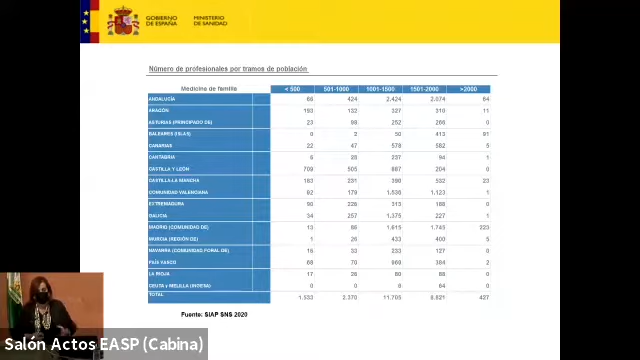 GOBIERNO DE ESPAÑA
MINISTERIO DE SANIDAD
Número de profesionales por tramos de población
Medicina de familia < 500 501-1000 1001-1500 1501-2000 >2000
ANDALUCÍA 66 424 2.424 2.074 64
ARAGÓN 193 132 327 310 11
ASTURIAS (PRINCIPADO DE) 23 98 252 266 0
BALEARES (ISLAS) 0 2 50 413 91
CANARIAS 22 47 578 582 5
CANTABRIA 6 25 237 94 1
CASTILLA Y LEÓN 709 505 887 204 0
CASTILLA-LA MANCHA 183 231 398 532 23
COMUNIDAD VALENCIANA 92 179 1.538 1.123 1
EXTREMADURA 90 226 313 188 0
GALICIA 34 257 1.375 227 1
MADRID (COMUNIDAD DE) 13 86 1.615 1.743 223
MURCIA (REGIÓN DE) 1 26 433 400 5
NAVARRA (COMUNIDAD FORAL DE) 16 33 233 127 0
PAÍS VASCO 68 70 969 384 2
LA RIOJA 17 26 80 88 0
CEUTA y MELILLA (INGESA) 0 0 6 64 0
TOTAL 1.533 2.370 11.705 8.821 427
Fuente: SIAP SNS 2020
Salón Actos EASP (Cabina)